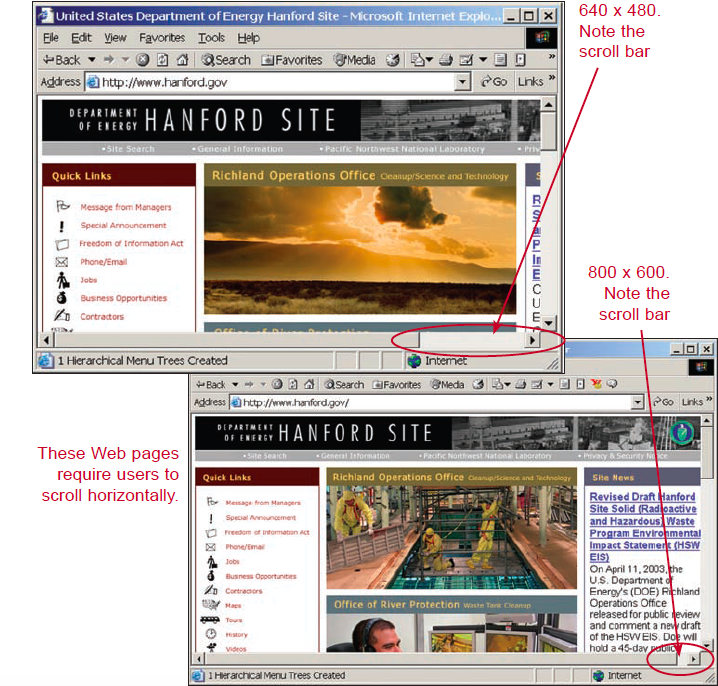 United States Department of Energy Hanford Site - Microsoft Internet Explo...
File Edit View Favorites Tools Help
Back Search Favorites Media »
Address http://www.hanford.gov Go Links »
DEPARTMENT
OF ENERGY HANFORD SITE
• Site Search • General Information • Pacific Northwest National Laboratory • Priv
Quick Links
Message from Managers
Special Announcement
Freedom of Information Act
Phone/Email
Jobs
Business Opportunities
Contractors
Richland Operations Office Cleanup/Science and Technology
Office of River Protection
S
R
S
a
P
Im
E
O
U
E
1 Hierarchical Menu Trees Created Internet
640 x 480.
Note the
scroll bar
800 x 600.
Note the
scroll bar
These Web pages
require users to
scroll horizontally.
Back Search Favorites Media
Address http://www.hanford.gov/ Go Links »
DEPARTMENT
OF ENERGY HANFORD SITE
• Site Search • General Information • Pacific Northwest National Laboratory • Privacy & Security Notice
Quick Links
Message from Managers
Special Announcement
Freedom of Information Act
Phone/Email
Jobs
Business Opportunities
Contractors
Maps
Tours
History
Videos
Richland Operations Office Cleanup/Science and Technology
Office of River Protection Waste Tank Cleanup
Site News
Revised Draft Hanford
Site Solid (Radioactive
and Hazardous) Waste
Program Environmental
Impact Statement (HSW
EIS)
On April 11, 2003, the
U.S. Department of
Energy's (DOE) Richland
Operations Office
released for public review
and comment a new draft
of the HSW EIS. Doe will
hold a 45-day public
1 Hierarchical Menu Trees Created Internet